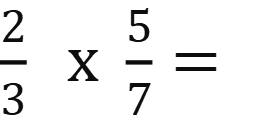 2/3 x 5/7 =